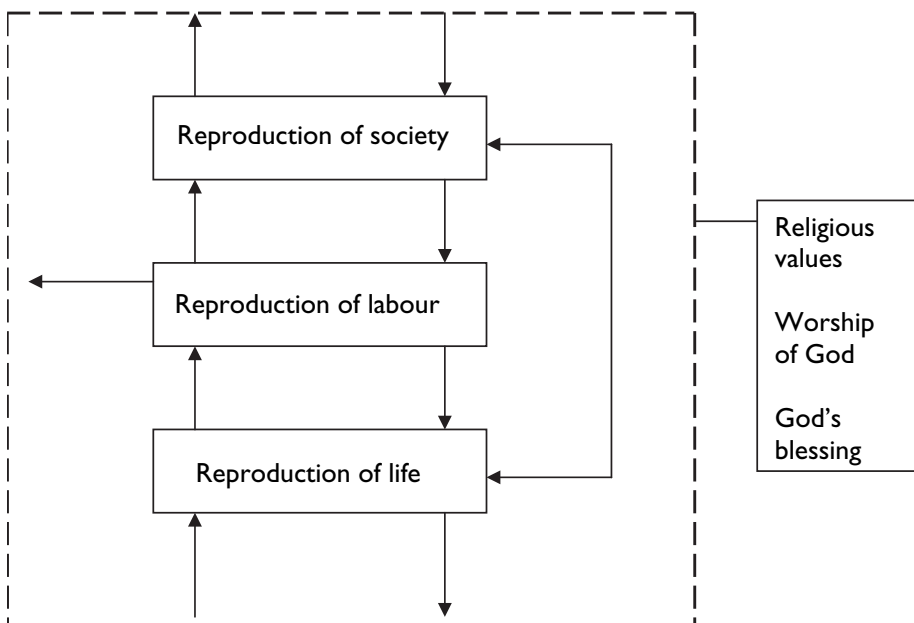 Reproduction of society
Reproduction of labour
Reproduction of life
Religious
values
Worship
of God
God’s
blessing